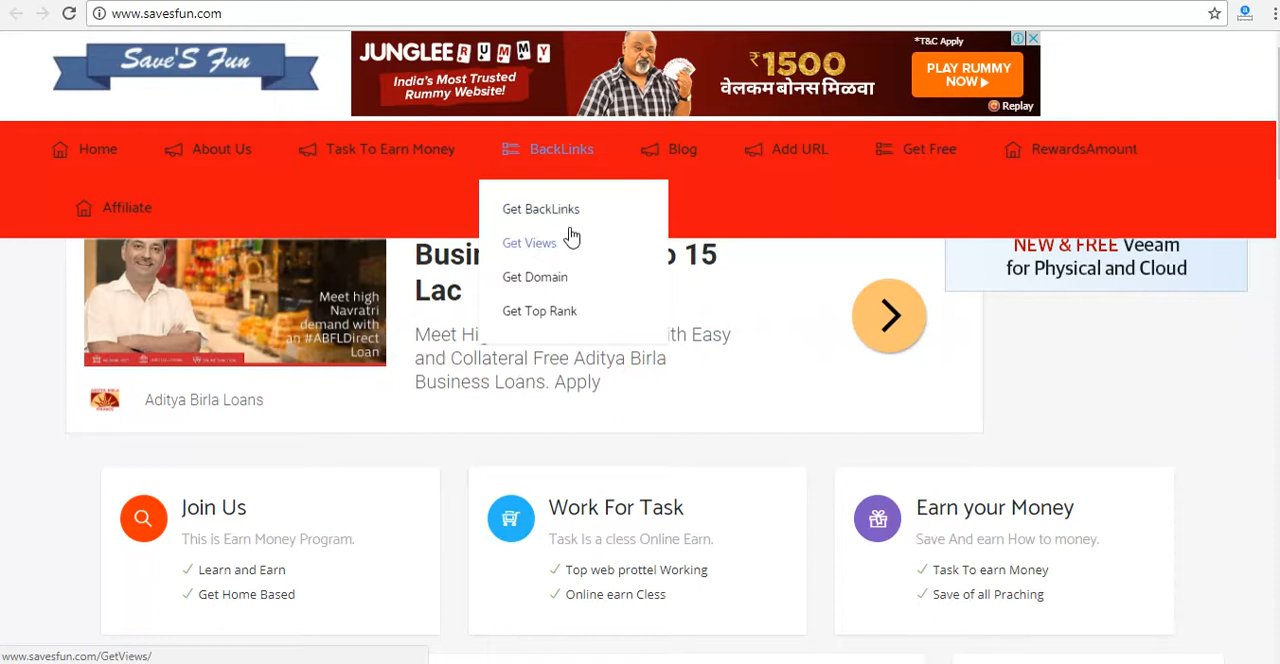 www.savesfun.com
Save'S Fun
JUNGLEE RUMMY
India's Most Trusted
Rummy Website!
₹1500
वेलकम बोनस मिळवा
*T&C Apply
PLAY RUMMY
NOW
Replay
Home
About Us
Task To Earn Money
BackLinks
Blog
Add URL
Get Free
RewardsAmount
Affiliate
Get BackLinks
Get Views
Get Domain
Get Top Rank
Meet high
Navratri
demand with
an #ABFLDirect
Loan
o 15
Lac
Meet with Easy
and Collateral Free Aditya Birla
Business Loans. Apply
Aditya Birla Loans
NEW & FREE Veeam
for Physical and Cloud
Join Us
This is Earn Money Program.
Learn and Earn
Get Home Based
Work For Task
Task Is a cless Online Earn.
Top web prottel Working
Online earn Cless
Earn your Money
Save And earn How to money.
Task To earn Money
Save of all Praching
www.savesfun.com/GetViews/